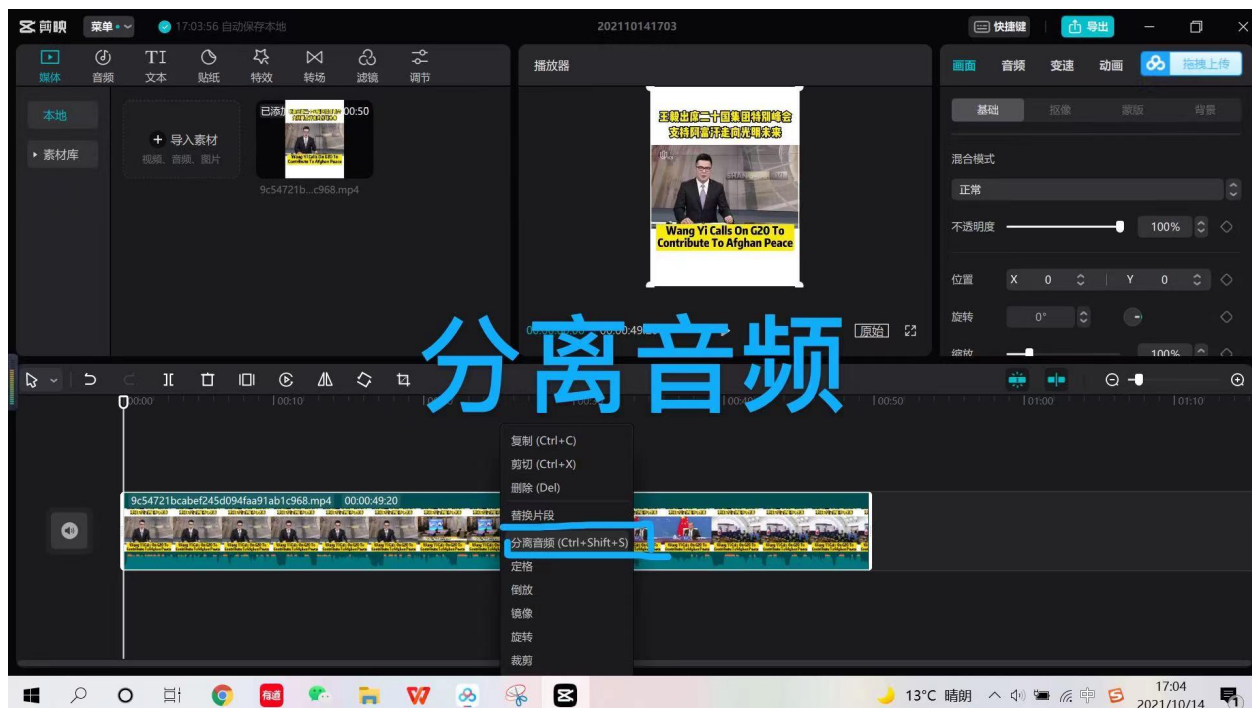 剪映
菜单
17:03:56 自动保存本地
202110141703
快捷键
导出
媒体
音频
文本
贴纸
特效
转场
滤镜
调节
播放器
画面
音频
变速
动画
拖拽上传
本地
素材库
导入素材
视频、音频、图片
00:50
9c54721b...c968.mp4
王毅出席二十国集团特别峰会
支持阿富汗走向光明未来
Wang Yi Calls On G20 To
Contribute To Afghan Peace
原始
基础
抠像
蒙版
背景
混合模式
正常
不透明度
100%
位置
X 0
Y 0
旋转
0°
缩放
100%
分离音频
00:00
00:10
00:50
01:00
01:10
复制 (Ctrl+C)
剪切 (Ctrl+X)
删除 (Del)
替换片段
分离音频 (Ctrl+Shift+S)
定格
倒放
镜像
旋转
裁剪
9c54721bcabef245d094faa91ab1c968.mp4 00:00:49:20
有道
13°C 晴朗
中
17:04
2021/10/14